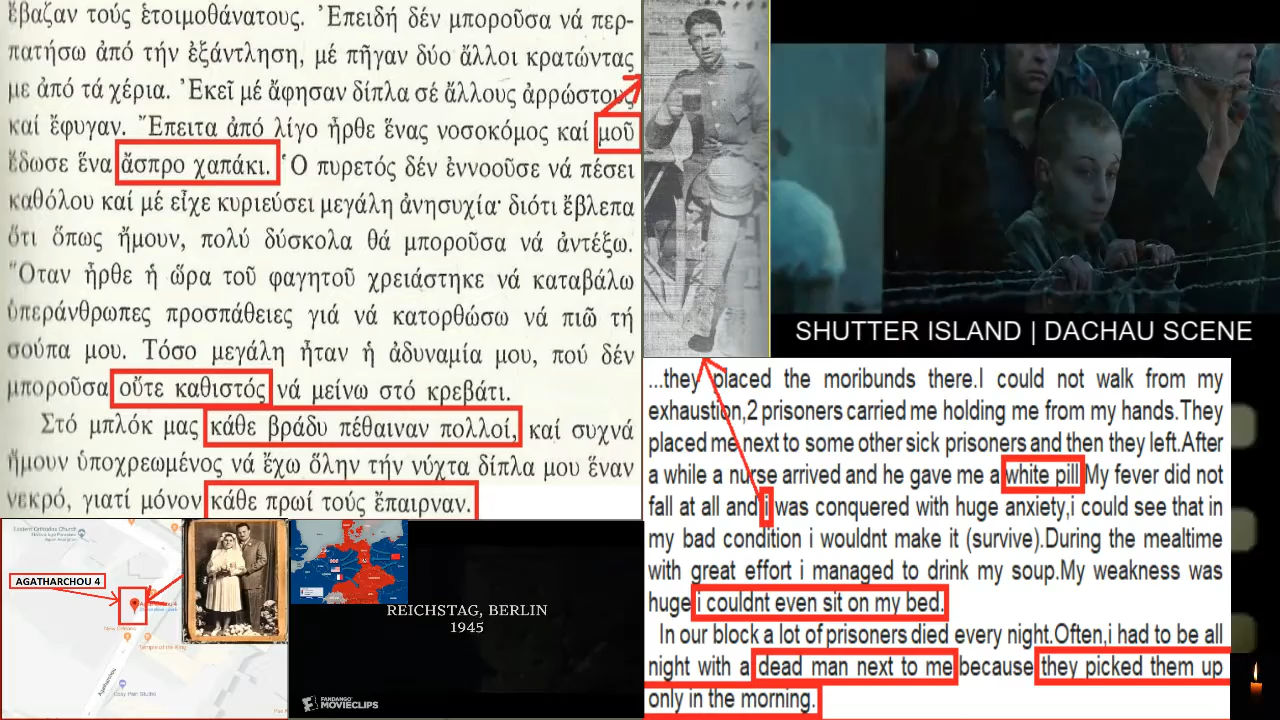 ἔβαζαν τούς ἑτοιμοθάνατους. Ἐπειδή δέν μποροῦσα νά περ-
πατήσω ἀπό τήν ἐξάντληση, μέ πῆγαν δύο ἄλλοι κρατώντας
με ἀπό τά χέρια. Ἐκεῖ μέ ἄφησαν δίπλα σέ ἄλλους ἀρρώστους
καί ἔφυγαν. Ἔπειτα ἀπό λίγο ἦρθε ἕνας νοσοκόμος καί μοῦ
ἔδωσε ἕνα ἄσπρο χαπάκι. Ὁ πυρετός δέν ἐννοοῦσε νά πέσει
καθόλου καί μέ εἶχε κυριεύσει μεγάλη ἀνησυχία· διότι ἔβλεπα
ὅτι ὅπως ἤμουν, πολύ δύσκολα θά μποροῦσα νά ἀντέξω.
Ὅταν ἦρθε ἡ ὥρα τοῦ φαγητοῦ χρειάστηκε νά καταβάλω
ὑπεράνθρωπες προσπάθειες γιά νά κατορθώσω νά πιῶ τή
σούπα μου. Τόσο μεγάλη ἦταν ἡ ἀδυναμία μου, πού δέν
μποροῦσα οὔτε καθιστός νά μείνω στό κρεβάτι.
Στό μπλόκ μας κάθε βράδυ πέθαιναν πολλοί, καί συχνά
ἤμουν ὑποχρεωμένος νά ἔχω ὅλην τήν νύχτα δίπλα μου ἕναν
νεκρό, γιατί μόνον κάθε πρωί τούς ἔπαιρναν.
SHUTTER ISLAND | DACHAU SCENE
...they placed the moribunds there.I could not walk from my
exhaustion,2 prisoners carried me holding me from my hands.They
placed me next to some other sick prisoners and then they left.After
a while a nurse arrived and he gave me a white pill My fever did not
fall at all and i was conquered with huge anxiety,i could see that in
my bad condition i wouldnt make it (survive).During the mealtime
with great effort i managed to drink my soup.My weakness was
huge i couldnt even sit on my bed.
In our block a lot of prisoners died every night.Often,i had to be all
night with a dead man next to me because they picked them up
only in the morning.
Eastern Orthodox Church
AGATHARCHOU 4
Temple of the King
Agatharchou
REICHSTAG, BERLIN
1945
FANDANGO
MOVIECLIPS